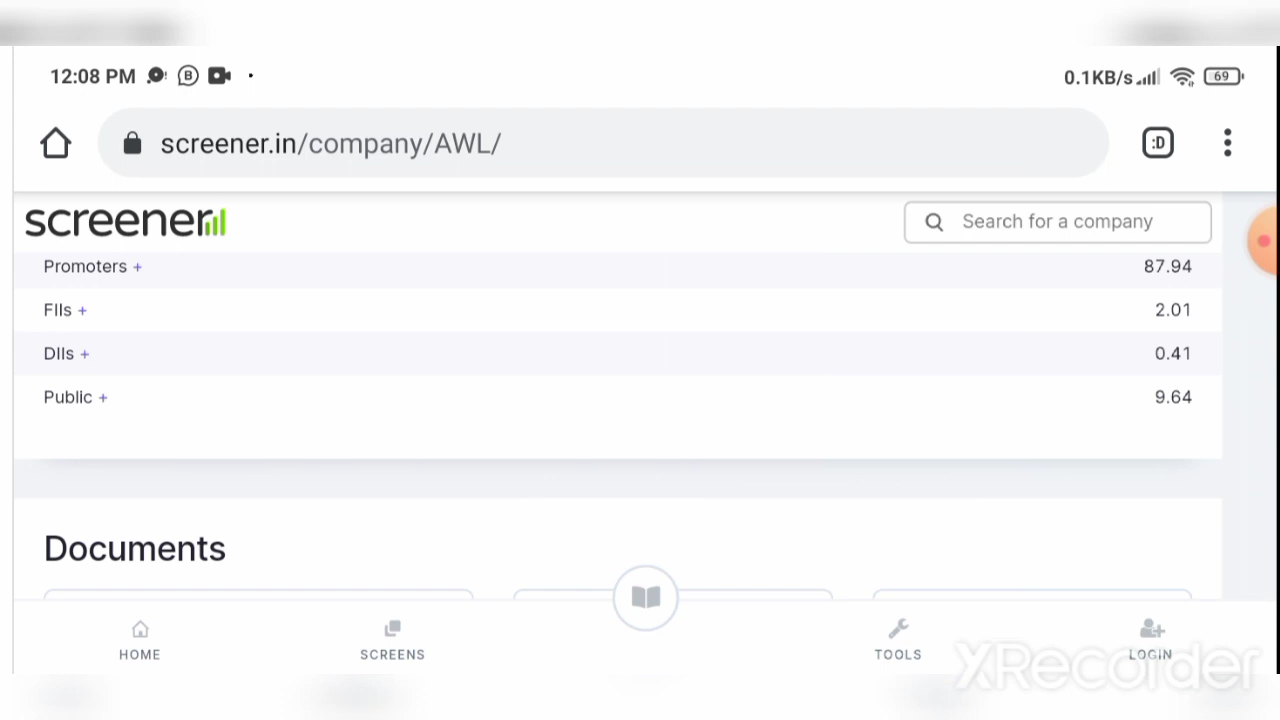 12:08 PM B 0.1KB/s 69
screener.in/company/AWL/ :D
screener Search for a company
Promoters + 87.94
FIIs + 2.01
DIIs + 0.41
Public + 9.64
Documents
HOME SCREENS TOOLS LOGIN
XRecorder